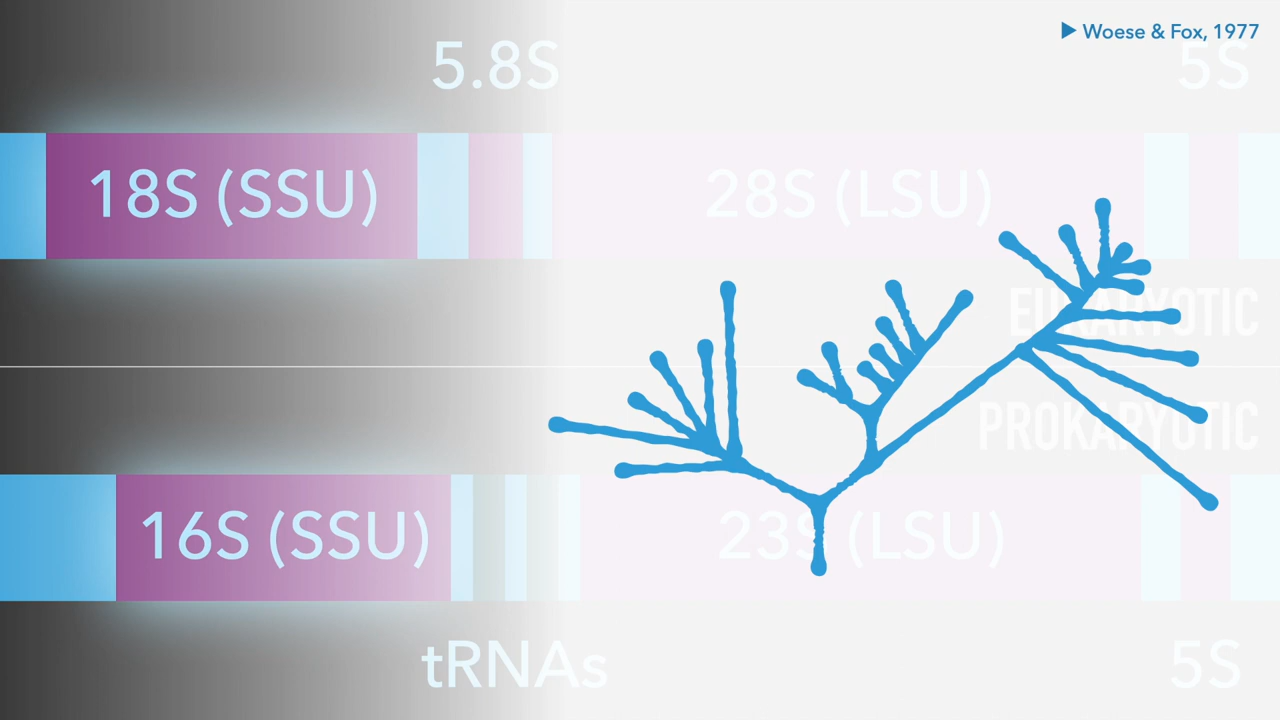 ▶ Woese & Fox, 1977
5.8S
5S
18S (SSU)
28S (LSU)
EUKARYOTIC
PROKARYOTIC
16S (SSU)
23S (LSU)
tRNAs
5S